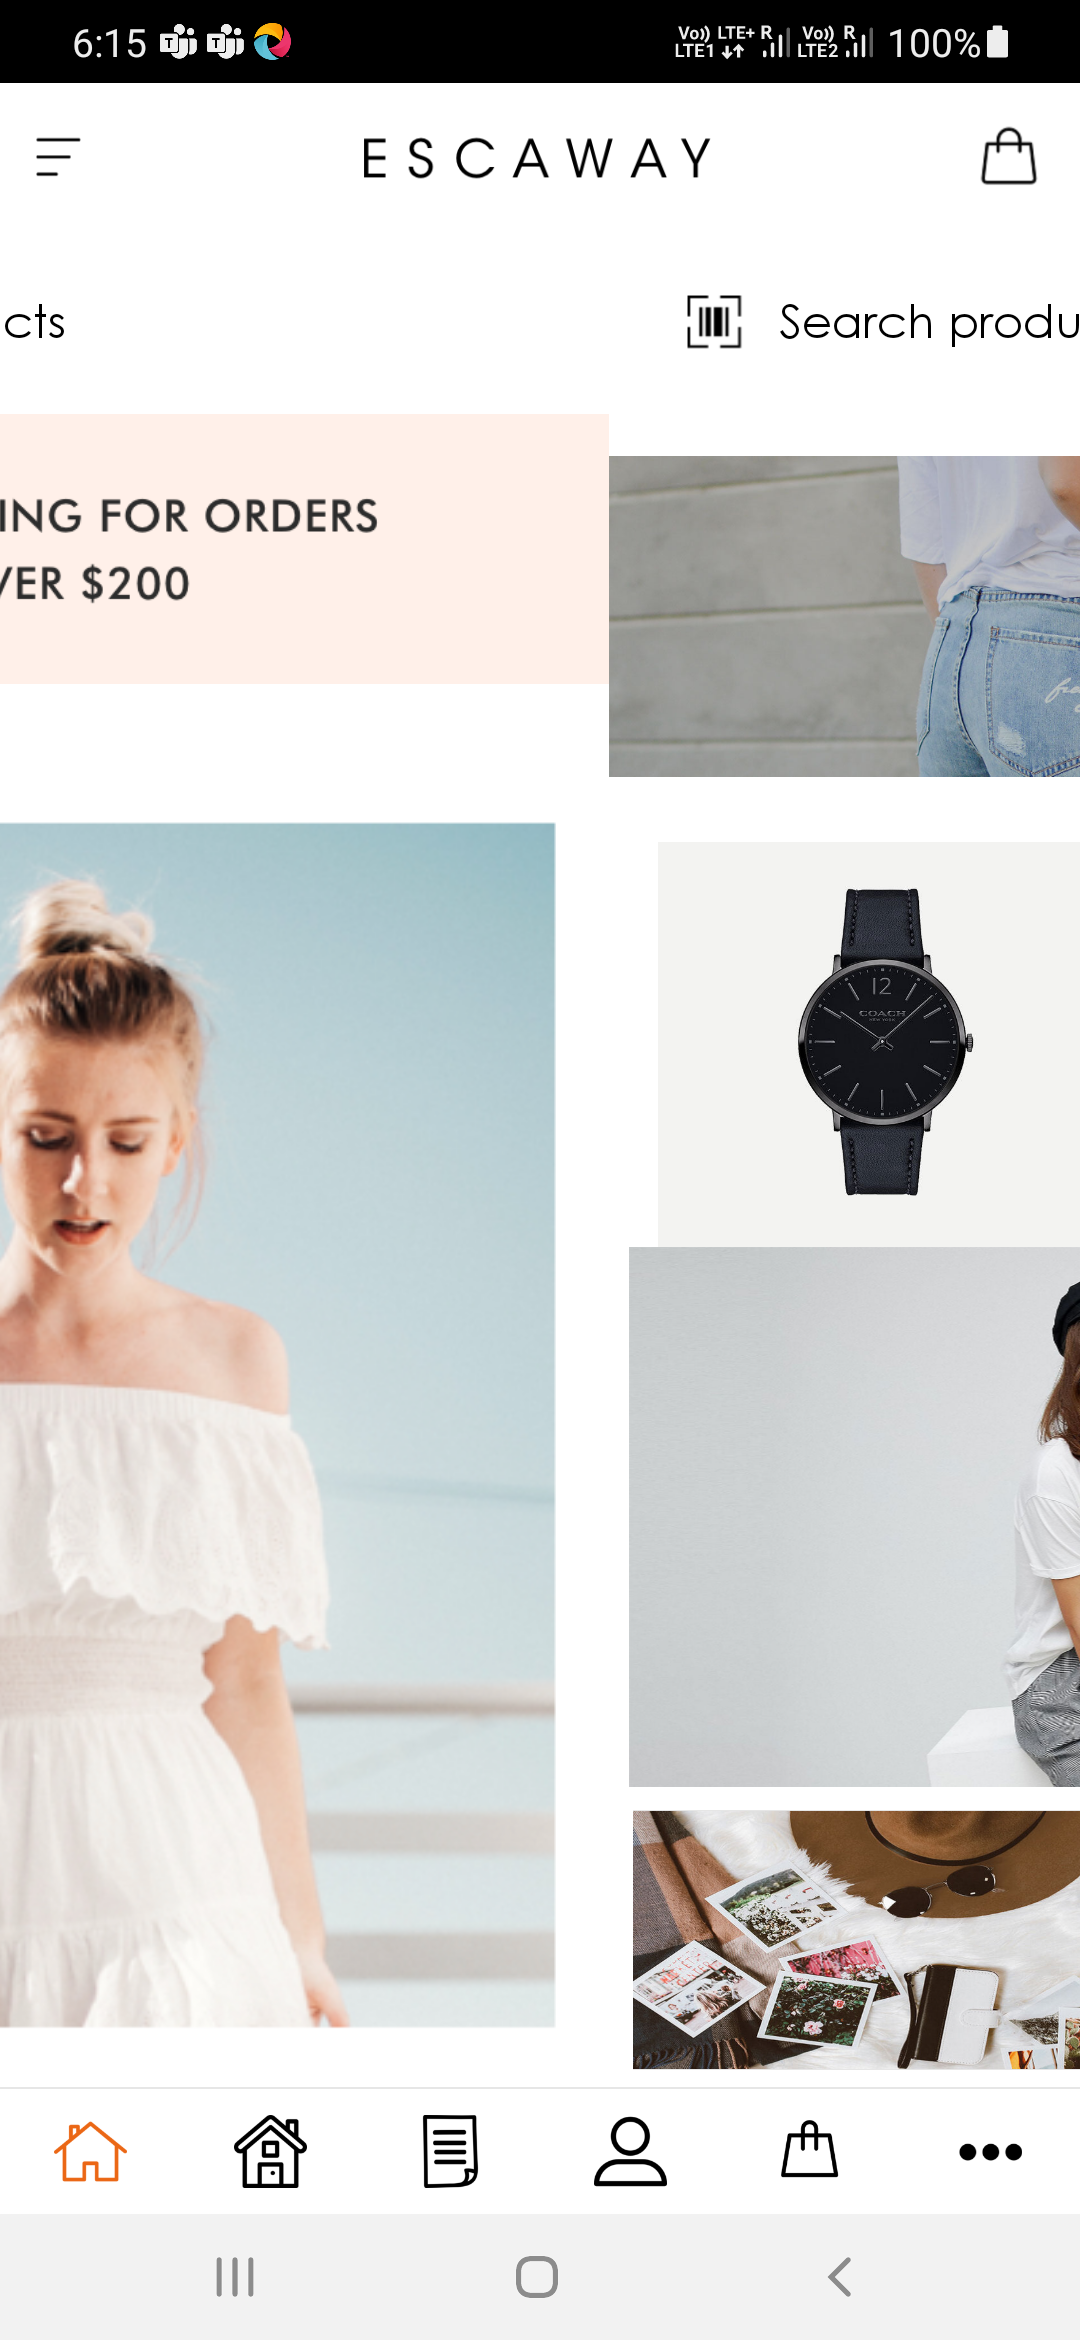 6:15
Vo)) LTE+ R Vo)) R
LTE1 LTE2 100%
ESCAWAY
cts
Search produ
ING FOR ORDERS
VER $200
12
COACH
NEW YORK